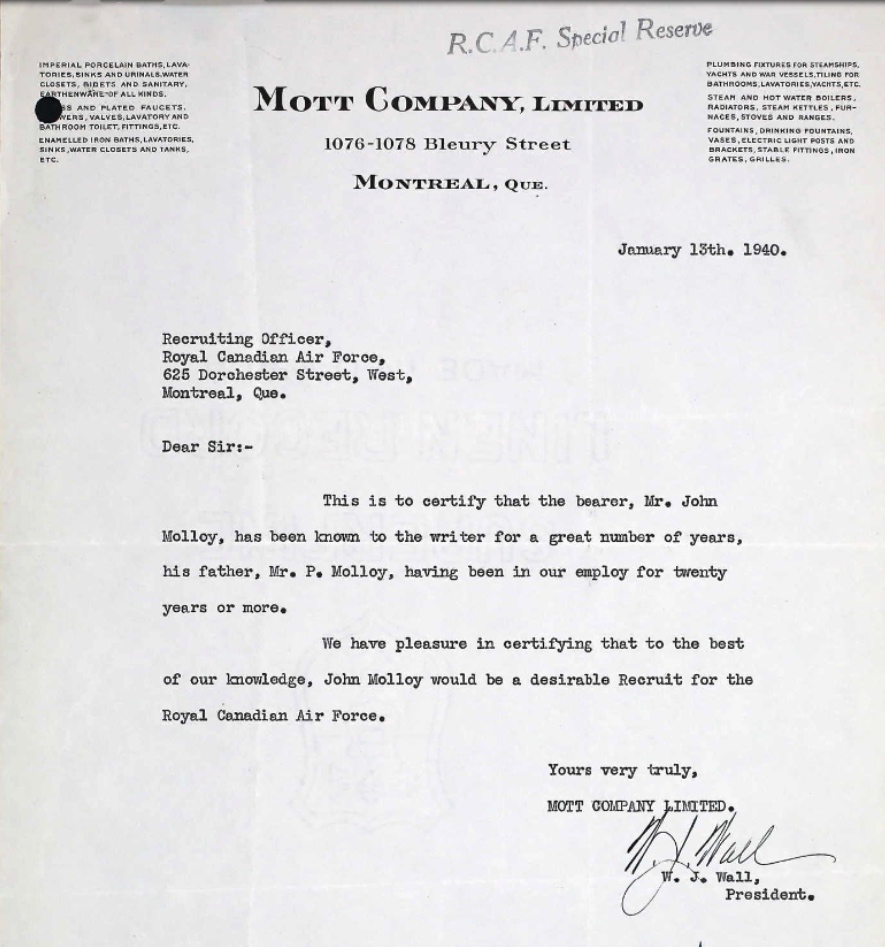 R.C.A.F. Special Reserve
IMPERIAL PORCELAIN BATHS, LAVA-
TORIES, SINKS AND URINALS, WATER
CLOSETS, BIDETS AND SANITARY,
EARTHENWARE OF ALL KINDS.
SS AND PLATED FAUCETS,
WERS, VALVES, LAVATORY AND
BATHROOM TOILET, FITTINGS, ETC.
ENAMELLED IRON BATHS, LAVATORIES,
SINKS, WATER CLOSETS AND TANKS,
ETC.
MOTT COMPANY, LIMITED
1076-1078 Bleury Street
MONTREAL, QUE.
PLUMBING FIXTURES FOR STEAMSHIPS,
YACHTS AND WAR VESSELS, TILING FOR
BATHROOMS, LAVATORIES, YACHTS, ETC.
STEAM AND HOT WATER BOILERS,
RADIATORS, STEAM KETTLES, FUR-
NACES, STOVES AND RANGES.
FOUNTAINS, DRINKING FOUNTAINS,
VASES, ELECTRIC LIGHT POSTS AND
BRACKETS, STABLE FITTINGS, IRON
GRATES, GRILLES.
January 13th. 1940.
Recruiting Officer,
Royal Canadian Air Force,
625 Dorchester Street, West,
Montreal, Que.
Dear Sir:-
This is to certify that the bearer, Mr. John
Molloy, has been known to the writer for a great number of years,
his father, Mr. P. Molloy, having been in our employ for twenty
years or more.
We have pleasure in certifying that to the best
of our knowledge, John Molloy would be a desirable Recruit for the
Royal Canadian Air Force.
Yours very truly,
MOTT COMPANY LIMITED.
W. J. Wall
W. J. Wall,
President.